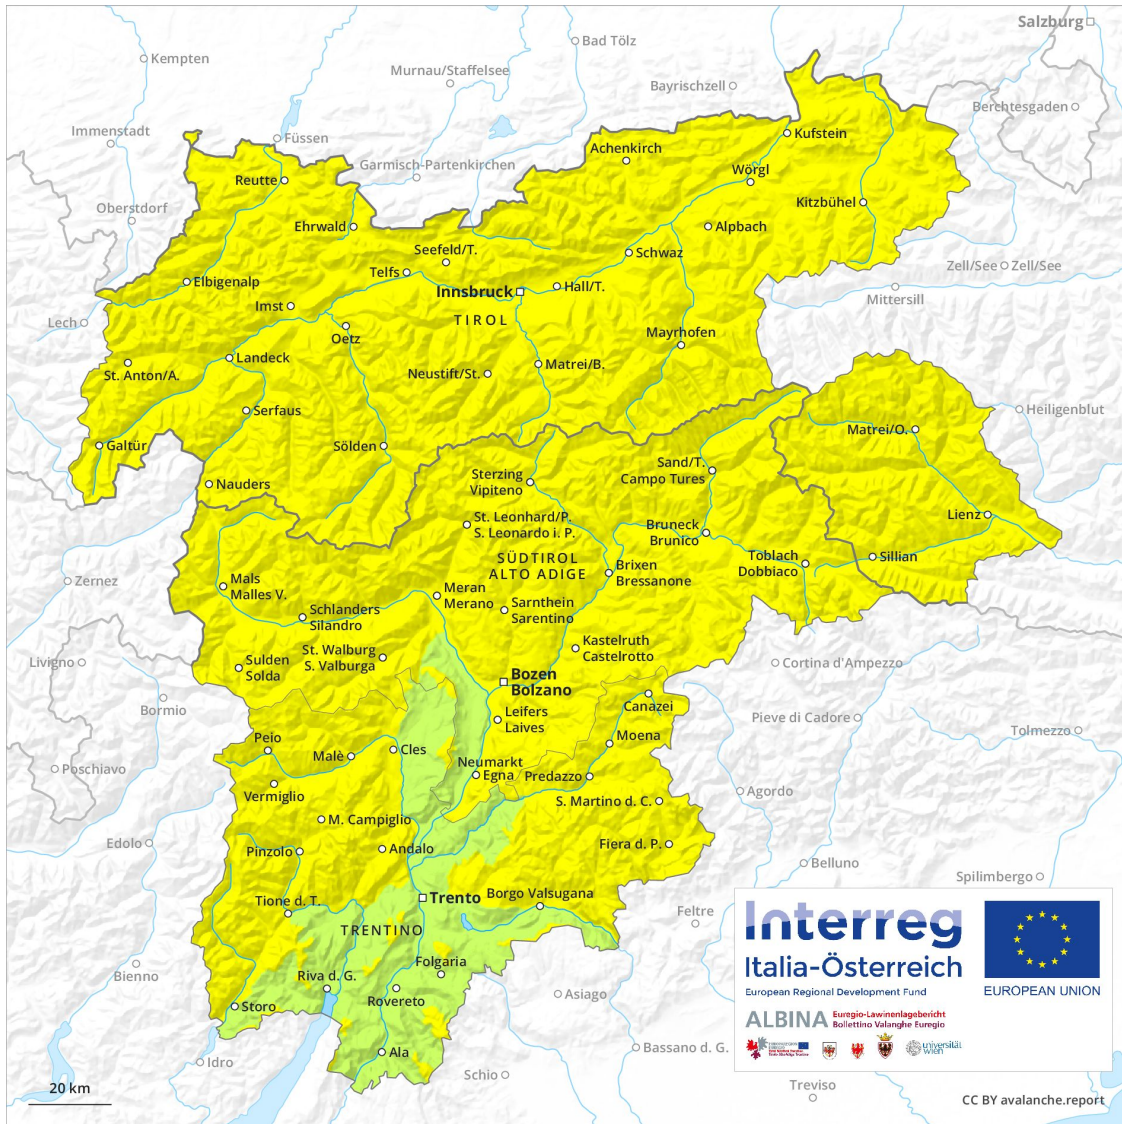 Salzburg
Bad Tölz
Kempten
Murnau/Staffelsee
Bayrischzell
Berchtesgaden
Immenstadt
Füssen
Kufstein
Achenkirch
Garmisch-Partenkirchen
Wörgl
Reutte
Oberstdorf
Kitzbühel
Ehrwald
Alpbach
Seefeld/T.
Schwaz
Telfs
Zell/See
Zell/See
Elbigenalp
Hall/T.
Innsbruck
Mittersill
Imst
TIROL
Lech
Oetz
Mayrhofen
Landeck
Matrei/B.
St. Anton/A.
Neustift/St.
Serfaus
Heiligenblut
Matrei/O.
Galtür
Sölden
Sand/T.
Campo Tures
Sterzing
Vipiteno
Nauders
St. Leonhard/P.
S. Leonardo i. P.
Lienz
Bruneck
Brunico
SÜDTIROL
ALTO ADIGE
Toblach
Dobbiaco
Sillian
Brixen
Bressanone
Zernez
Mals
Malles V.
Meran
Merano
Sarnthein
Sarentino
Schlanders
Silandro
Kastelruth
Castelrotto
St. Walburg
S. Valburga
Livigno
Sulden
Solda
Cortina d'Ampezzo
Bozen
Bolzano
Bormio
Canazei
Leifers
Laives
Pieve di Cadore
Tolmezzo
Peio
Moena
Malè
Cles
Poschiavo
Neumarkt
Egna
Predazzo
Vermiglio
Agordo
S. Martino d. C.
M. Campiglio
Edolo
Pinzolo
Andalo
Fiera d. P.
Belluno
Spilimbergo
Trento
Borgo Valsugana
Tione d. T.
Feltre
TRENTINO
Folgaria
Bienno
Riva d. G.
Rovereto
Asiago
Storo
Ala
Bassano d. G.
Idro
Schio
Treviso
20 km
Interreg
Italia-Österreich
European Regional Development Fund
EUROPEAN UNION
ALBINA
Euregio-Lawinenlagebericht
Bollettino Valanghe Euregio
universität
wien
CC BY avalanche.report